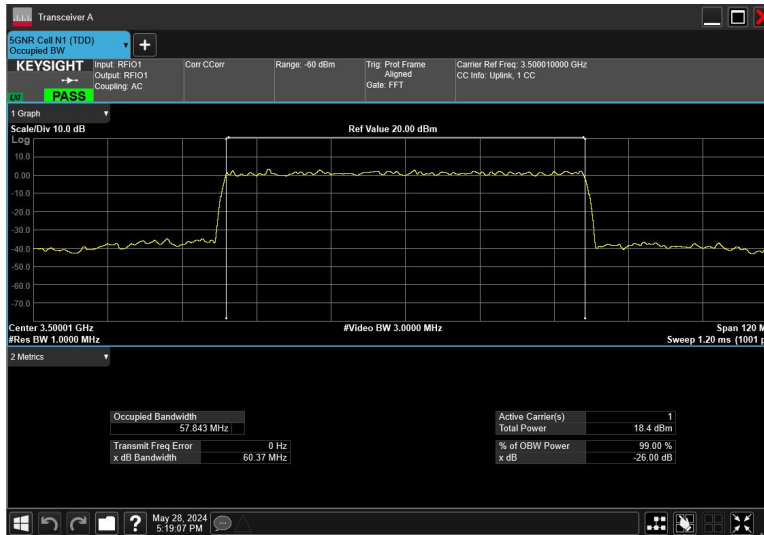 Transceiver A
5GNR Cell N1 (TDD)
Occupied BW
KEYSIGHT
LXI
PASS
Input: RFIO1
Output: RFIO1
Coupling: AC
Corr CCorr
Range: -60 dBm
Trig: Prot Frame
Aligned
Gate: FFT
Carrier Ref Freq: 3.500010000 GHz
CC Info: Uplink, 1 CC
1 Graph
Scale/Div 10.0 dB
Ref Value 20.00 dBm
Log
10.0
0.00
-10.0
-20.0
-30.0
-40.0
-50.0
-60.0
-70.0
Center 3.50001 GHz
#Video BW 3.0000 MHz
Span 120 M
#Res BW 1.0000 MHz
Sweep 1.20 ms (1001 p
2 Metrics
Occupied Bandwidth
57.843 MHz
Transmit Freq Error 0 Hz
x dB Bandwidth 60.37 MHz
Active Carrier(s) 1
Total Power 18.4 dBm
% of OBW Power 99.00 %
x dB -26.00 dB
May 28, 2024
5:19:07 PM